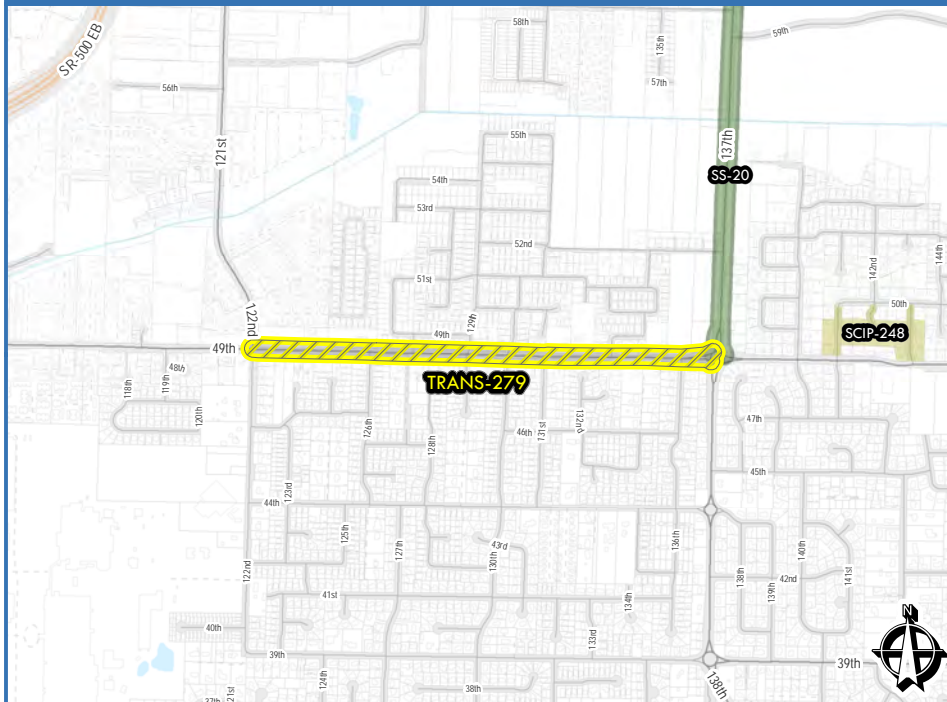 58th
135th
59th
SR-500 EB
56th
57th
121st
137th
55th
SS-20
54th
53rd
52nd
142nd
144th
51st
50th
122nd
129th
49th
SCIP-248
49th
48th
TRANS-279
118th
119th
120th
126th
128th
46th
131st
132nd
47th
45th
123rd
44th
125th
127th
43rd
130th
136th
138th
140th
122nd
42nd
141st
139th
41st
134th
40th
133rd
39th
39th
124th
121st
37th
38th
138th
N